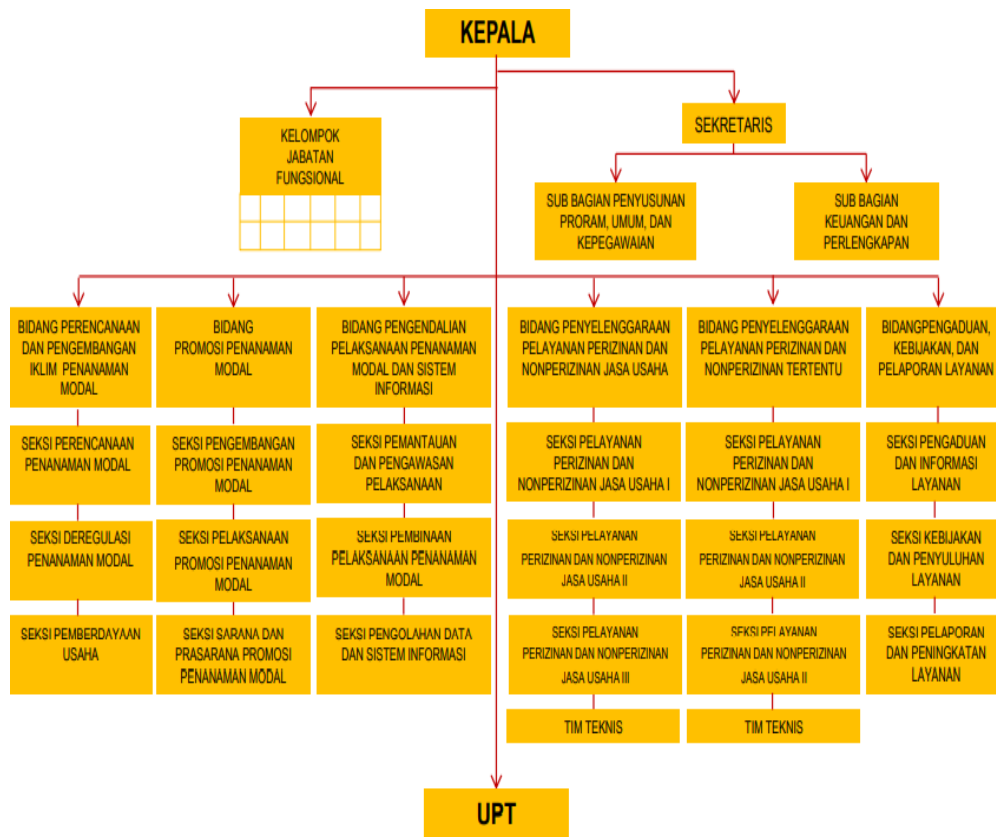 KEPALA
KELOMPOK
JABATAN
FUNGSIONAL
SEKRETARIS
SUB BAGIAN PENYUSUNAN
PRORAM, UMUM, DAN
KEPEGAWAIAN
SUB BAGIAN
KEUANGAN DAN
PERLENGKAPAN
BIDANG PERENCANAAN
DAN PENGEMBANGAN
IKLIM PENANAMAN
MODAL
SEKSI PERENCANAAN
PENANAMAN MODAL
SEKSI DEREGULASI
PENANAMAN MODAL
SEKSI PEMBERDAYAAN
USAHA
BIDANG
PROMOSI PENANAMAN
MODAL
SEKSI PENGEMBANGAN
PROMOSI PENANAMAN
MODAL
SEKSI PELAKSANAAN
PROMOSI PENANAMAN
MODAL
SEKSI SARANA DAN
PRASARANA PROMOSI
PENANAMAN MODAL
BIDANG PENGENDALIAN
PELAKSANAAN PENANAMAN
MODAL DAN SISTEM
INFORMASI
SEKSI PEMANTAUAN
DAN PENGAWASAN
PELAKSANAAN
SEKSI PEMBINAAN
PELAKSANAAN PENANAMAN
MODAL
SEKSI PENGOLAHAN DATA
DAN SISTEM INFORMASI
BIDANG PENYELENGGARAAN
PELAYANAN PERIZINAN DAN
NONPERIZINAN JASA USAHA
SEKSI PELAYANAN
PERIZINAN DAN
NONPERIZINAN JASA USAHA I
SEKSI PELAYANAN
PERIZINAN DAN NONPERIZINAN
JASA USAHA II
SEKSI PELAYANAN
PERIZINAN DAN NONPERIZINAN
JASA USAHA III
TIM TEKNIS
BIDANG PENYELENGGARAAN
PELAYANAN PERIZINAN DAN
NONPERIZINAN TERTENTU
SEKSI PELAYANAN
PERIZINAN DAN
NONPERIZINAN JASA USAHA I
SEKSI PELAYANAN
PERIZINAN DAN NONPERIZINAN
JASA USAHA II
SEKSI PELAYANAN
PERIZINAN DAN NONPERIZINAN
JASA USAHA II
TIM TEKNIS
BIDANGPENGADUAN,
KEBIJAKAN, DAN
PELAPORAN LAYANAN
SEKSI PENGADUAN
DAN INFORMASI
LAYANAN
SEKSI KEBIJAKAN
DAN PENYULUHAN
LAYANAN
SEKSI PELAPORAN
DAN PENINGKATAN
LAYANAN
UPT